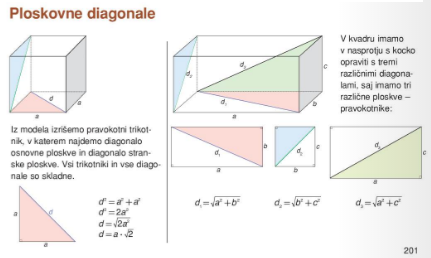 Ploskovne diagonale
d
a
a
Iz modela izrišemo pravokotni trikot-
nik, v katerem najdemo diagonalo
osnovne ploskve in diagonalo stran-
ske ploskve. Vsi trikotniki in vse diago-
nale so skladne.
a
d
a
d² = a² + a²
d² = 2a²
d = √2a²
d = a · √2
d₂
d₃
d₁
c
b
a
V kvadru imamo
v nasprotju s kocko
opraviti s tremi
različnimi diagona-
lami, saj imamo tri
različne ploskve –
pravokotnike:
d₁
b
a
d₂
c
b
d₃
c
a
d₁ = √a² + b²
d₂ = √b² + c²
d₃ = √a² + c²
201